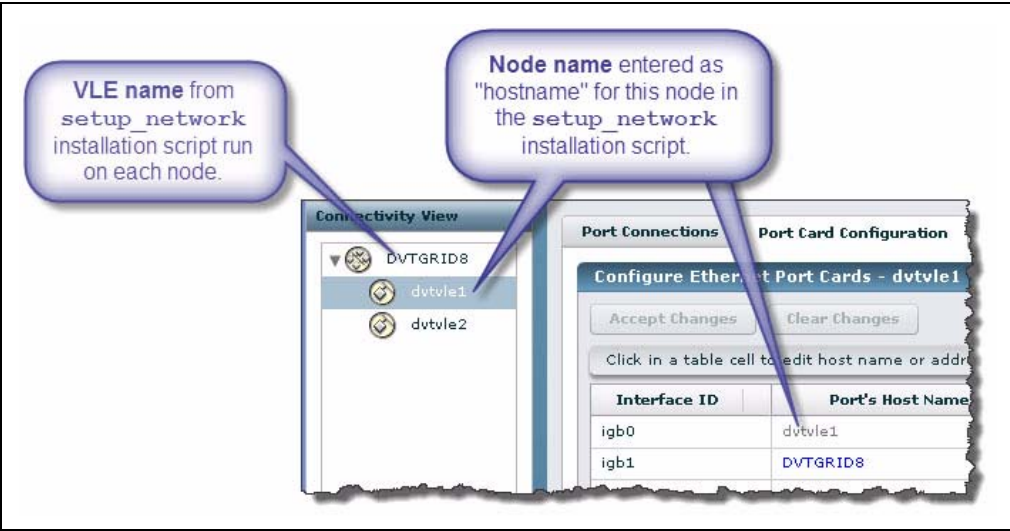 VLE name from
setup_network
installation script run
on each node.
Node name entered as
"hostname" for this node in
the setup_network
installation script.
Connectivity View
DVTGRID8
dvtvle1
dvtvle2
Port Connections
Port Card Configuration
Configure Ethernet Port Cards - dvtvle1
Accept Changes
Clear Changes
Click in a table cell to edit host name or addr
Interface ID
Port's Host Name
igb0
dvtvle1
igb1
DVTGRID8